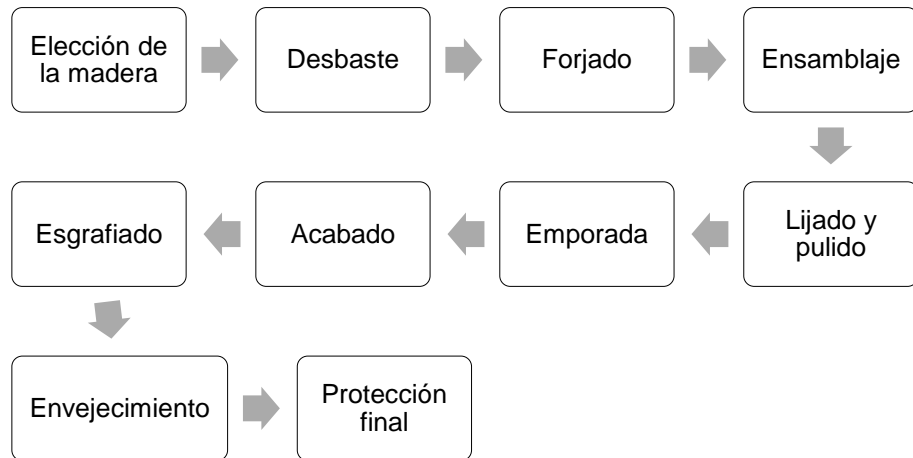 Elección de
la madera
Desbaste
Forjado
Ensamblaje
Lijado y
pulido
Emporada
Acabado
Esgrafiado
Envejecimiento
Protección
final